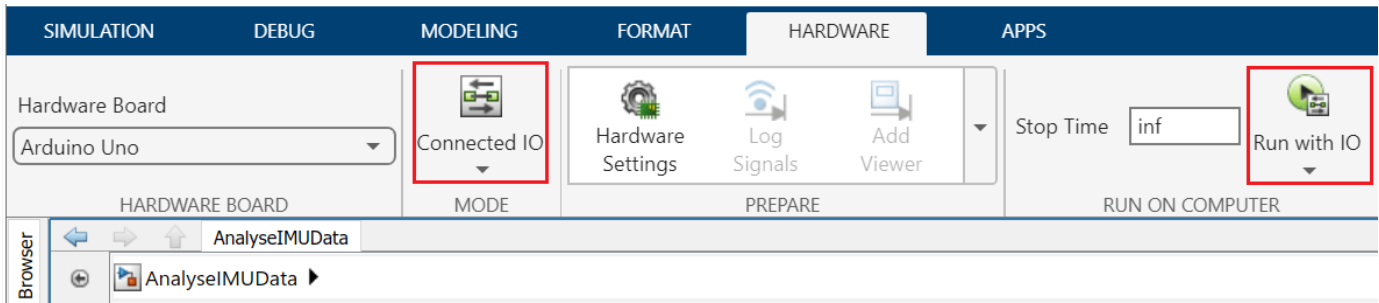 SIMULATION DEBUG MODELING FORMAT HARDWARE APPS
Hardware Board
Arduino Uno
HARDWARE BOARD
Connected IO
MODE
Hardware
Settings
Log
Signals
Add
Viewer
PREPARE
Stop Time inf
Run with IO
RUN ON COMPUTER
Browser
AnalyseIMUData
AnalyseIMUData